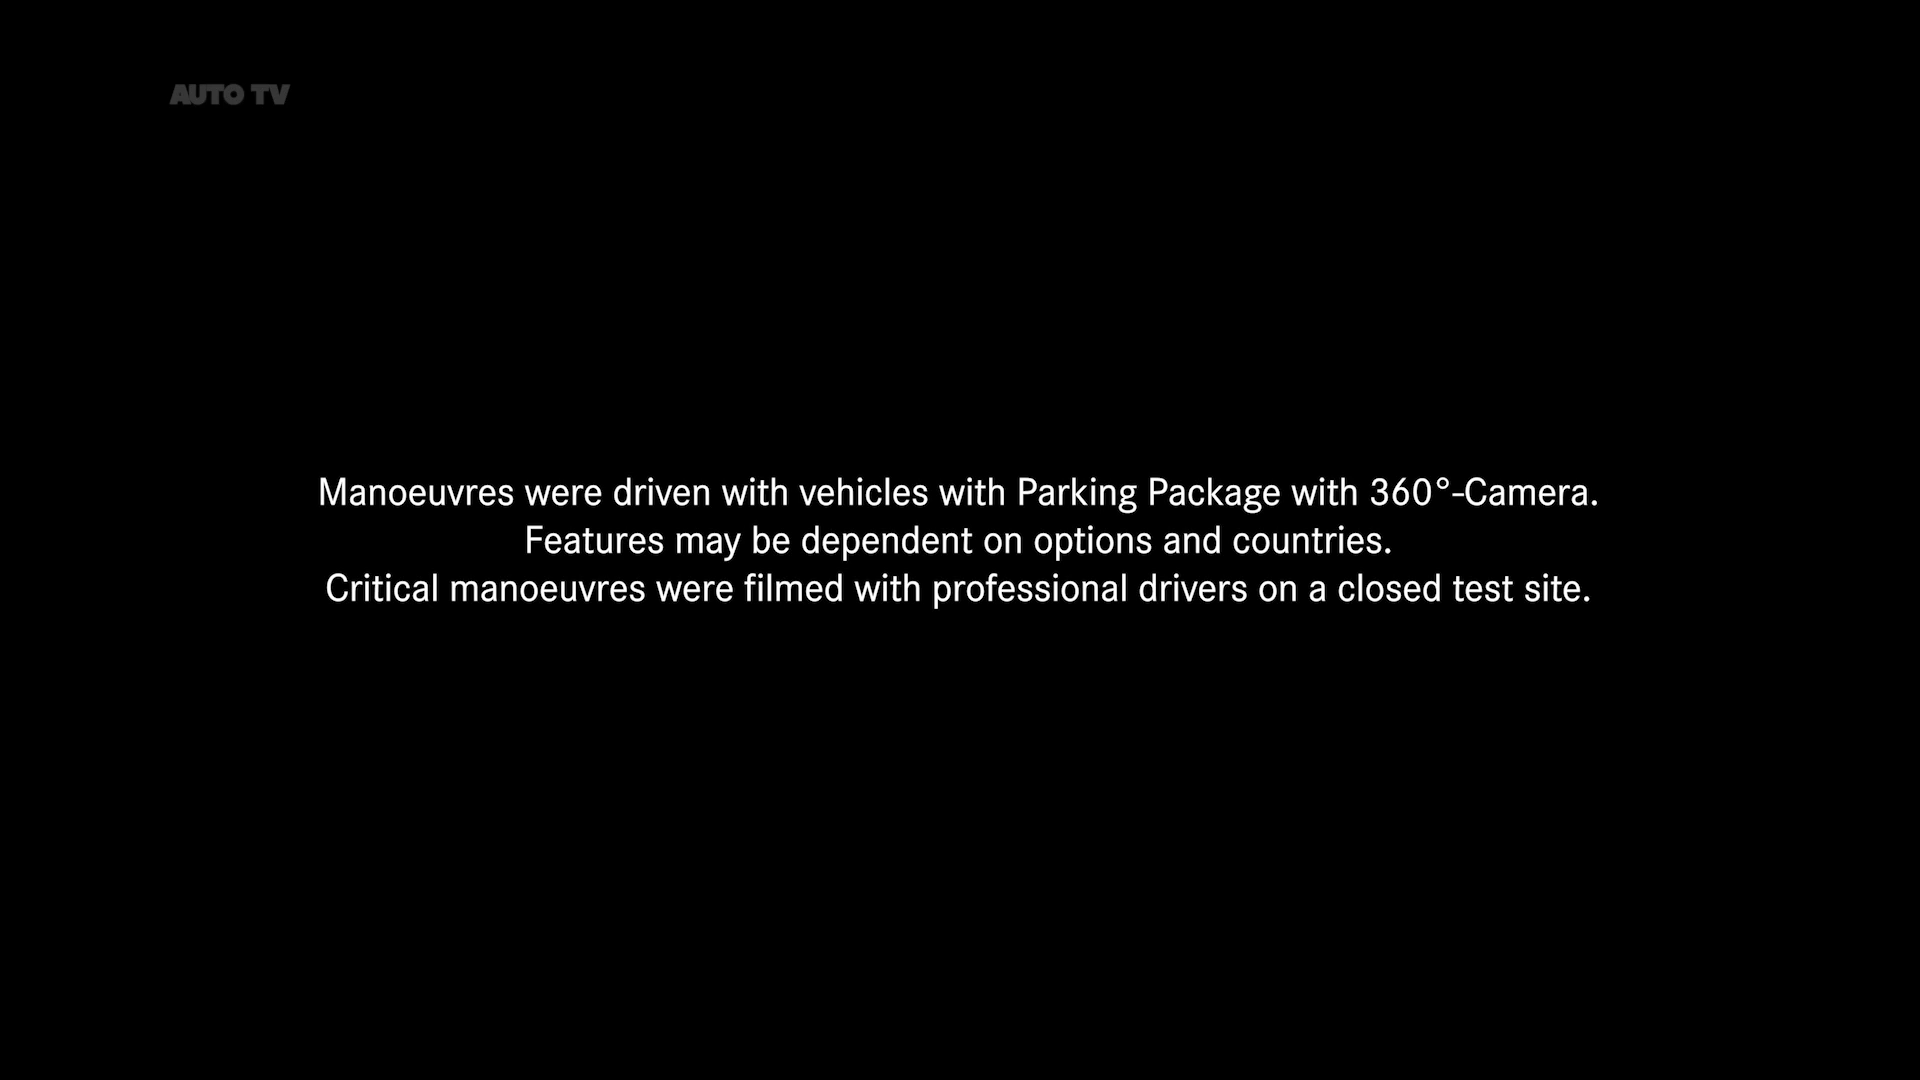 AUTO TV
Manoeuvres were driven with vehicles with Parking Package with 360°-Camera.
Features may be dependent on options and countries.
Critical manoeuvres were filmed with professional drivers on a closed test site.